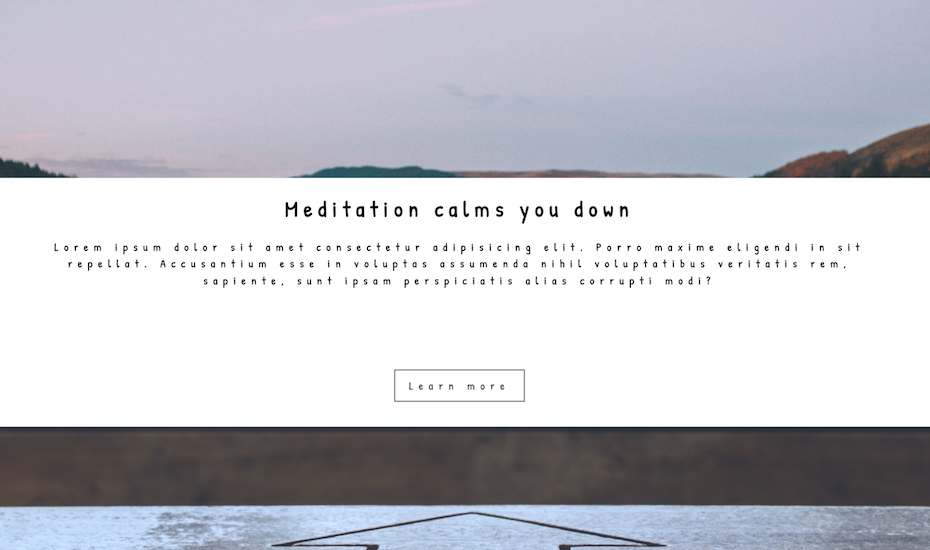 Meditation calms you down
Lorem ipsum dolor sit amet consectetur adipisicing elit. Porro maxime eligendi in sit
repellat. Accusantium esse in voluptas assumenda nihil voluptatibus veritatis rem,
sapiente, sunt ipsam perspiciatis alias corrupti modi?
Learn more